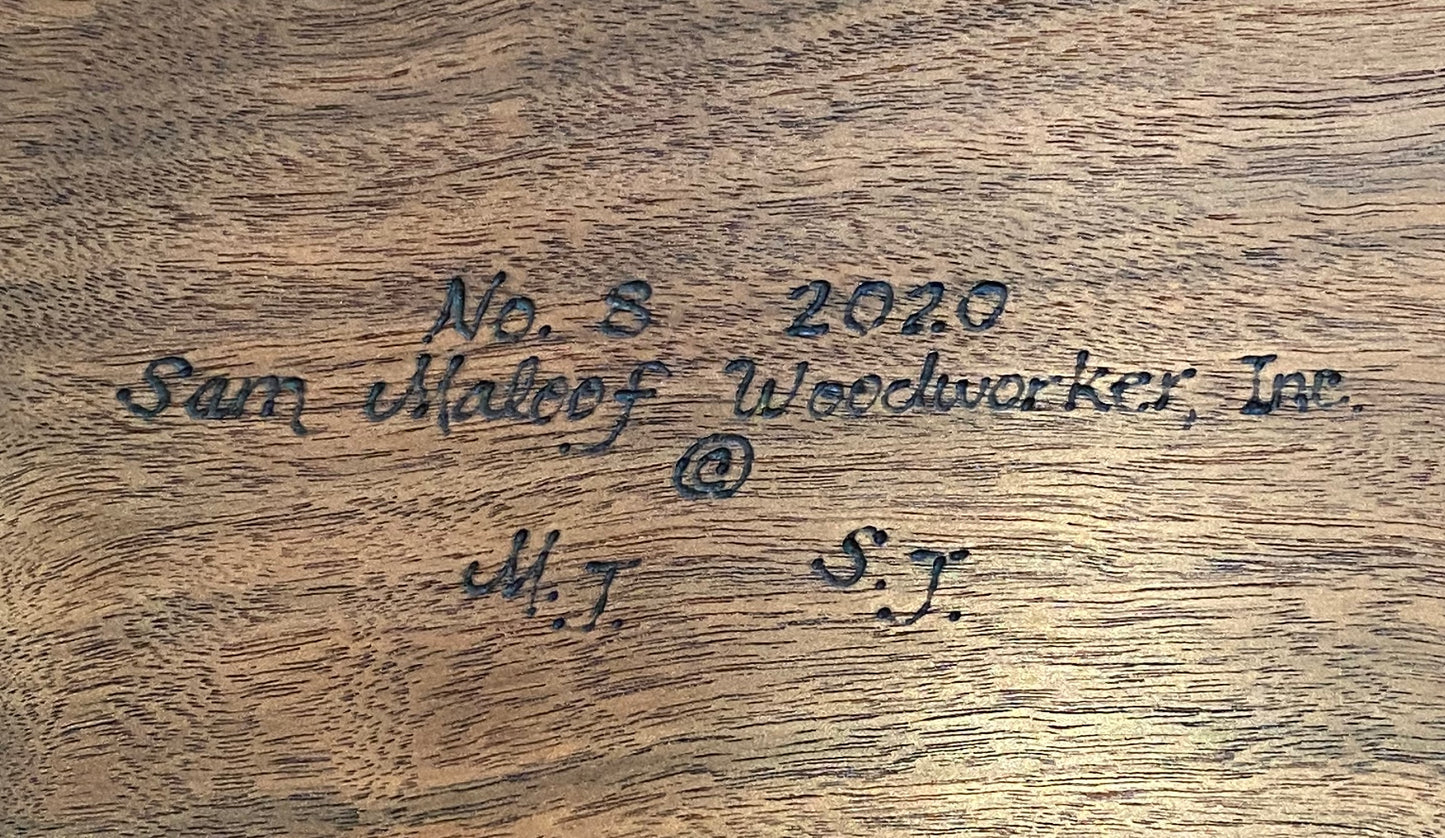 No. 8 2020
Sam Maloof Woodworker, Inc.
©
M.J. S.J.